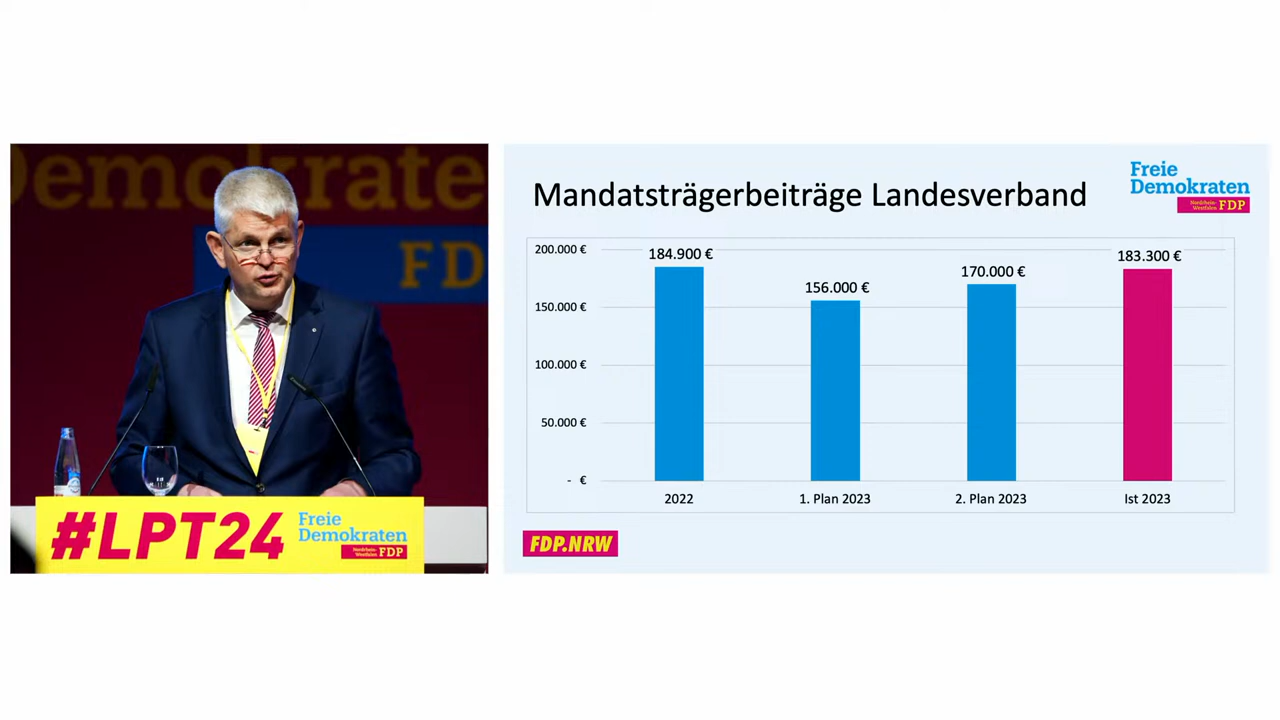 Demokraten
FD
#LPT24
Freie
Demokraten
Nordrhein-
Westfalen FDP
Mandatsträgerbeiträge Landesverband
Freie
Demokraten
Nordrhein-
Westfalen FDP
200.000 €
150.000 €
100.000 €
50.000 €
- €
184.900 €
156.000 €
170.000 €
183.300 €
2022
1. Plan 2023
2. Plan 2023
Ist 2023
FDP.NRW